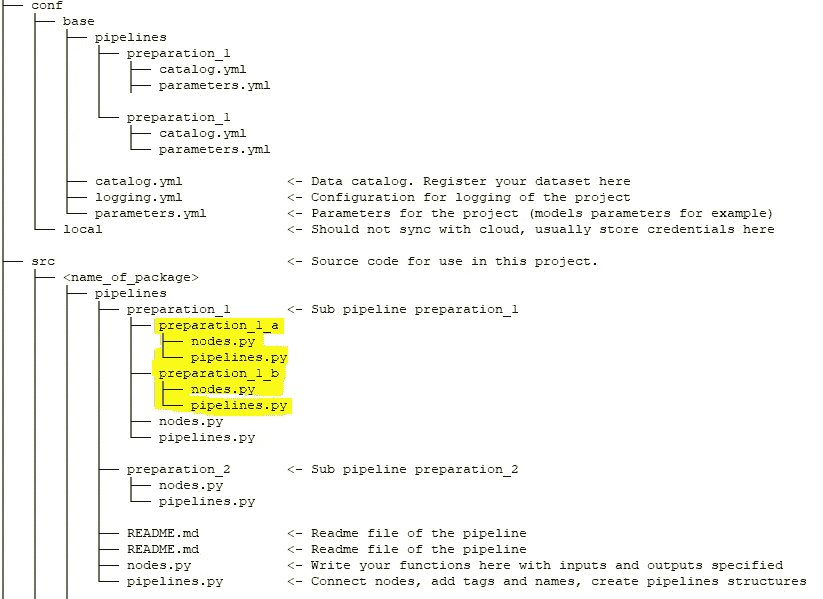 conf
base
pipelines
preparation_1
catalog.yml
parameters.yml
preparation_1
catalog.yml
parameters.yml
catalog.yml <- Data catalog. Register your dataset here
logging.yml <- Configuration for logging of the project
parameters.yml <- Parameters for the project (models parameters for example)
local <- Should not sync with cloud, usually store credentials here
src <- Source code for use in this project.
<name_of_package>
pipelines
preparation_1 <- Sub pipeline preparation_1
preparation_1_a
nodes.py
pipelines.py
preparation_1_b
nodes.py
pipelines.py
nodes.py
pipelines.py
preparation_2 <- Sub pipeline preparation_2
nodes.py
pipelines.py
README.md <- Readme file of the pipeline
README.md <- Readme file of the pipeline
nodes.py <- Write your functions here with inputs and outputs specified
pipelines.py <- Connect nodes, add tags and names, create pipelines structures